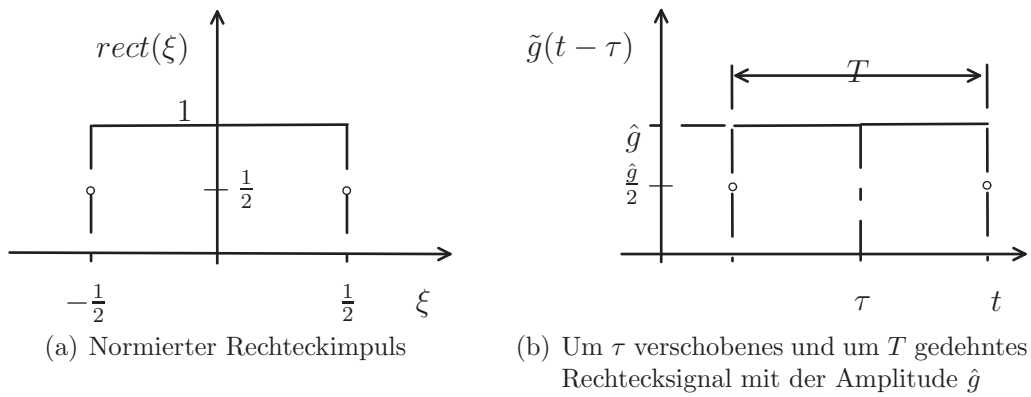 rect(ξ)
1
1/2
−1/2
1/2
ξ
(a) Normierter Rechteckimpuls
g̃(t − τ)
T
ĝ
ĝ/2
τ
t
(b) Um τ verschobenes und um T gedehntes
Rechtecksignal mit der Amplitude ĝ